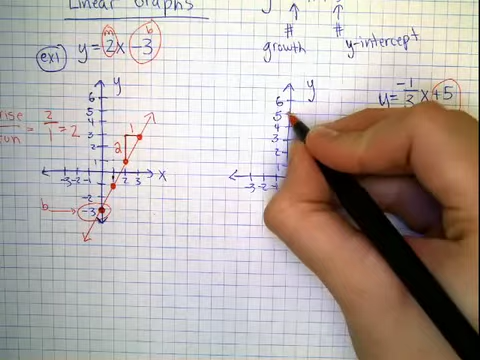 Linear Graphs
growth
y-intercept
ex1 y = 2x - 3
m b
y = -1/3 x + 5
y
6
5
4
3
2
1
-3 -2 -1 1 2 3 x
-2
-3
b
rise/run = 2/1 = 2
2 1
y
6
5
4
3
2
-3 -2 -1
# #